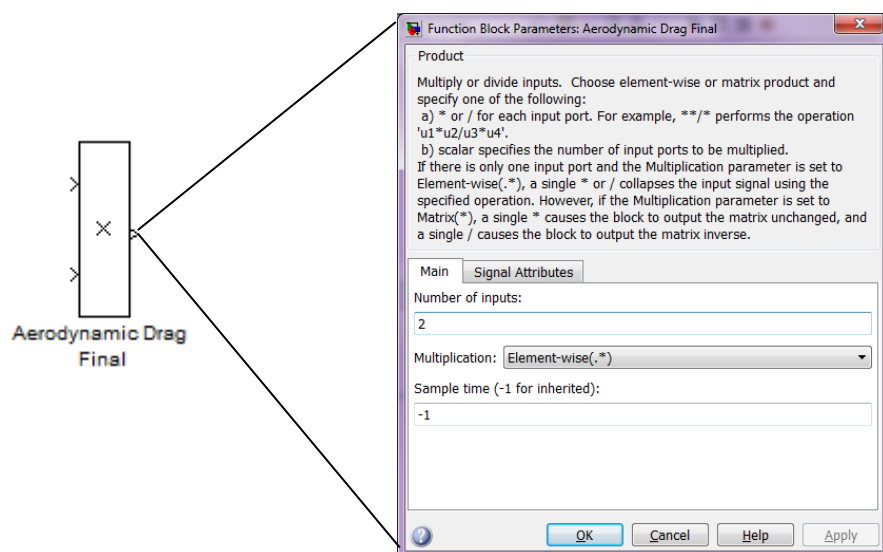 Function Block Parameters: Aerodynamic Drag Final
Product
Multiply or divide inputs. Choose element-wise or matrix product and
specify one of the following:
a) * or / for each input port. For example, **/* performs the operation
'u1*u2/u3*u4'.
b) scalar specifies the number of input ports to be multiplied.
If there is only one input port and the Multiplication parameter is set to
Element-wise(.*), a single * or / collapses the input signal using the
specified operation. However, if the Multiplication parameter is set to
Matrix(*), a single * causes the block to output the matrix unchanged, and
a single / causes the block to output the matrix inverse.
Main Signal Attributes
Number of inputs:
2
Multiplication: Element-wise(.*)
Sample time (-1 for inherited):
-1
OK Cancel Help Apply
Aerodynamic Drag
Final